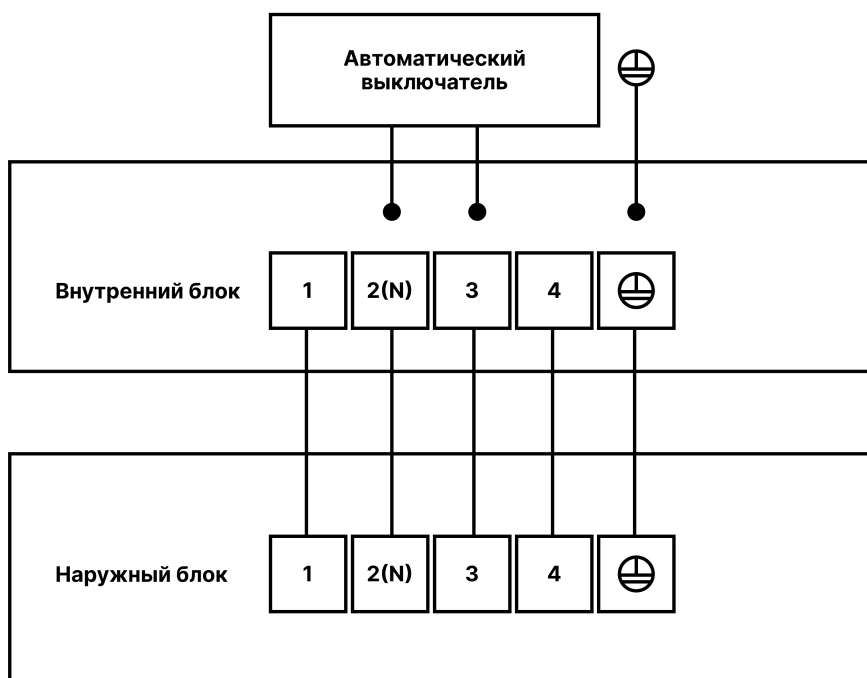 Автоматический
выключатель
Внутренний блок 1 2(N) 3 4
Наружный блок 1 2(N) 3 4